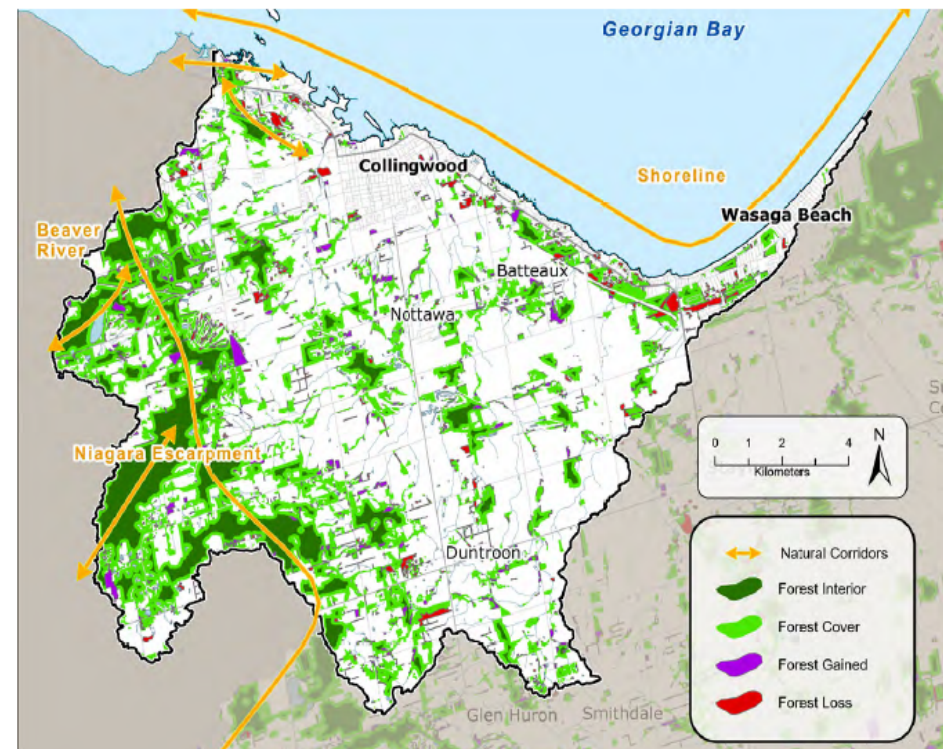 Georgian Bay
Collingwood
Shoreline
Wasaga Beach
Beaver
River
Batteaux
Nottawa
Niagara Escarpment
0 1 2 4
Kilometers
N
Duntroon
Natural Corridors
Forest Interior
Forest Cover
Forest Gained
Forest Loss
Glen Huron
Smithdale